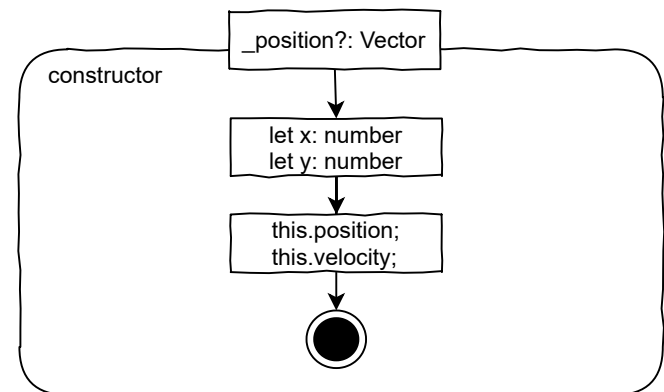 _position?: Vector
constructor
let x: number
let y: number
this.position;
this.velocity;